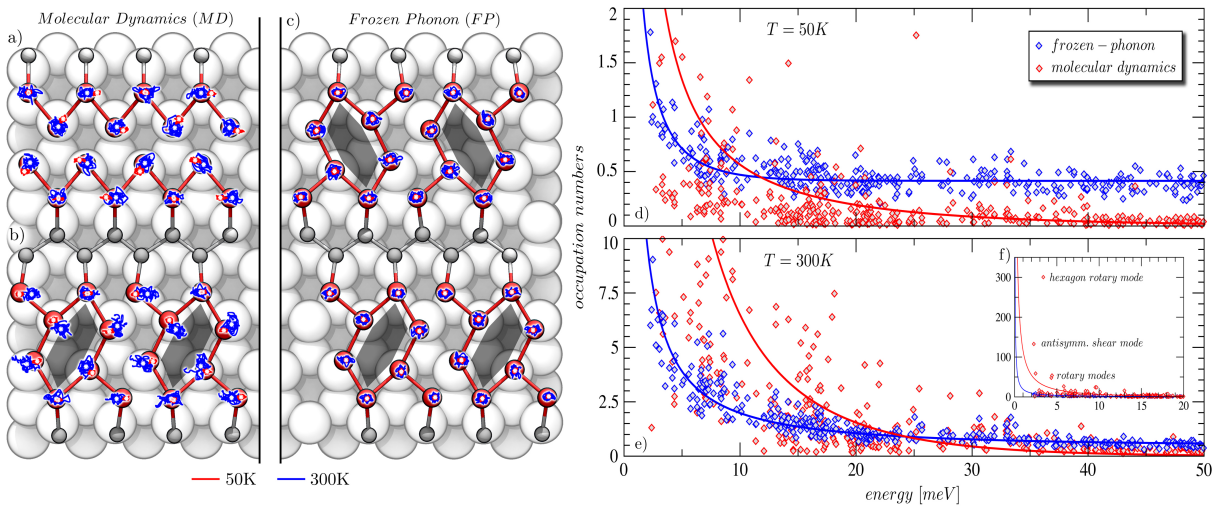 Molecular Dynamics (MD)
c) Frozen Phonon (FP)
a)
b)
50K 300K
T = 50K
frozen−phonon
molecular dynamics
2
1.5
1
0.5
0
d)
occupation numbers
T = 300K
10
7.5
5
2.5
0
e)
f)
300
200
100
50
0
hexagon rotary mode
antisymm. shear mode
rotary modes
0 5 10 15 20
0 10 20 30 40 50
energy [meV]